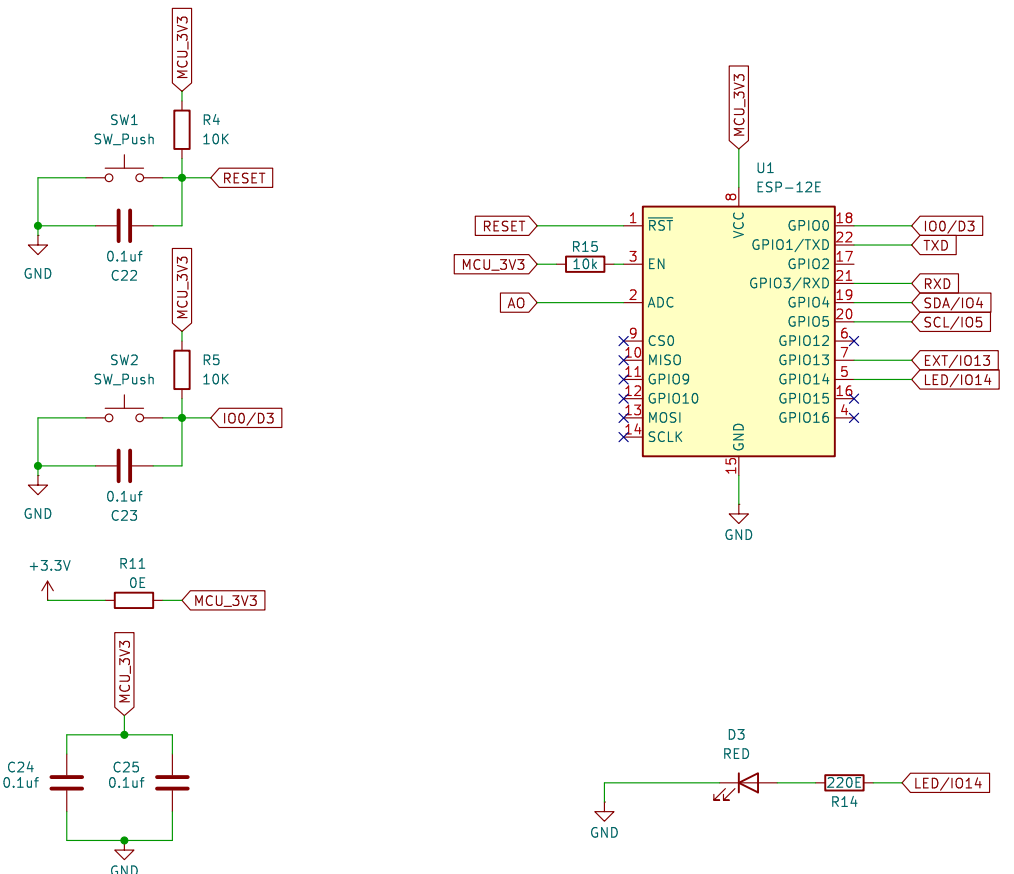 MCU_3V3
SW1
SW_Push
R4
10K
RESET
0.1uf
C22
GND
MCU_3V3
SW2
SW_Push
R5
10K
IO0/D3
0.1uf
C23
GND
+3.3V
R11
0E
MCU_3V3
MCU_3V3
C24
0.1uf
C25
0.1uf
GND
MCU_3V3
U1
ESP-12E
8
VCC
RESET
1
RST
R15
MCU_3V3
10k
3
EN
AO
2
ADC
9
CS0
10
MISO
11
GPIO9
12
GPIO10
13
MOSI
14
SCLK
GPIO0
18
IO0/D3
GPIO1/TXD
22
TXD
GPIO2
17
GPIO3/RXD
21
RXD
GPIO4
19
SDA/IO4
GPIO5
20
SCL/IO5
GPIO12
6
GPIO13
7
EXT/IO13
GPIO14
5
LED/IO14
GPIO15
16
GPIO16
4
GND
15
GND
D3
RED
220E
R14
LED/IO14
GND